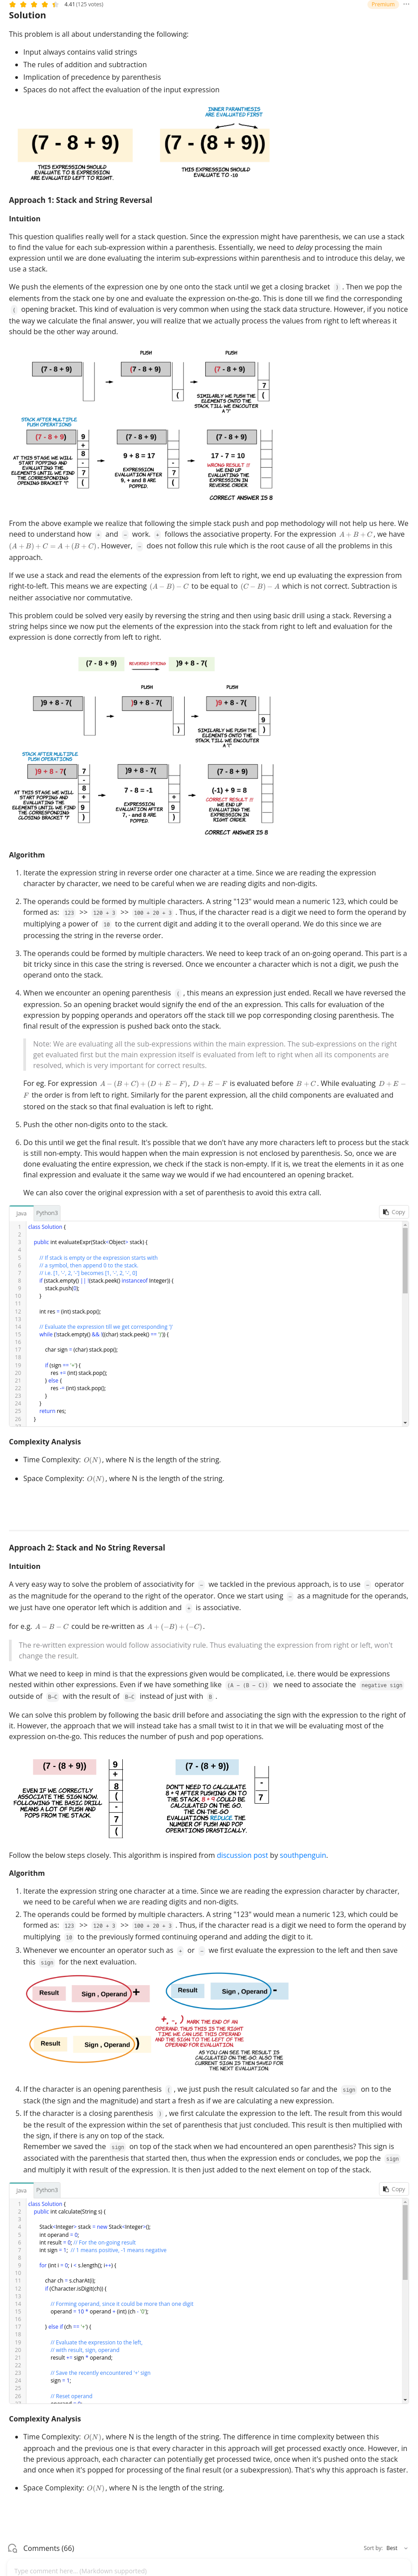 4.41 (125 votes)
Premium
Solution
This problem is all about understanding the following:
• Input always contains valid strings
• The rules of addition and subtraction
• Implication of precedence by parenthesis
• Spaces do not affect the evaluation of the input expression
INNER PARANTHESIS
ARE EVALUATED FIRST
(7 - 8 + 9)
(7 - (8 + 9))
THIS EXPRESSION SHOULD
EVALUATE TO 8 EXPRESSION
ARE EVALUATED LEFT TO RIGHT.
THIS EXPRESSION SHOULD
EVALUATE TO -10
Approach 1: Stack and String Reversal
Intuition
This question qualifies really well for a stack question. Since the expression might have parenthesis, we can use a stack
to find the value for each sub-expression within a parenthesis. Essentially, we need to delay processing the main
expression until we are done evaluating the interim sub-expressions within parenthesis and to introduce this delay, we
use a stack.
We push the elements of the expression one by one onto the stack until we get a closing bracket ) . Then we pop the
elements from the stack one by one and evaluate the expression on-the-go. This is done till we find the corresponding
( opening bracket. This kind of evaluation is very common when using the stack data structure. However, if you notice
the way we calculate the final answer, you will realize that we actually process the values from right to left whereas it
should be the other way around.
PUSH
PUSH
(7 - 8 + 9)
(7 - 8 + 9)
(
(7 - 8 + 9)
7
(
SIMILARLY WE PUSH THE
ELEMENTS ONTO THE
STACK, TILL ENCOUTER
A ")"
STACK AFTER MULTIPLE
PUSH OPERATIONS
(7 - 8 + 9)
9
+
8
-
7
(
AT THIS STAGE WE WILL
START POPPING AND
EVALUATING THE
ELEMENTS UNTIL WE FIND
THE CORRESPONDING
OPENING BRACKET "("
(7 - 8 + 9)
9 + 8 = 17
EXPRESSION
EVALUATION AFTER
9, + and 8 ARE
POPPED.
-
7
(
(7 - 8 + 9)
17 - 7 = 10
WRONG RESULT !!!
WE END UP
EVALUATING THE
EXPRESSION IN
REVERSE ORDER.
CORRECT ANSWER IS 8
From the above example we realize that following the simple stack push and pop methodology will not help us here. We
need to understand how + and - work. + follows the associative property. For the expression A + B + C, we have
(A + B) + C = A + (B + C). However, - does not follow this rule which is the root cause of all the problems in this
approach.
If we use a stack and read the elements of the expression from left to right, we end up evaluating the expression from
right-to-left. This means we are expecting (A − B) − C to be equal to (C − B) − A which is not correct. Subtraction is
neither associative nor commutative.
This problem could be solved very easily by reversing the string and then using basic drill using a stack. Reversing a
string helps since we now put the elements of the expression into the stack from right to left and evaluation for the
expression is done correctly from left to right.
(7 - 8 + 9)
REVERSED STRING
)9 + 8 - 7(
PUSH
PUSH
)9 + 8 - 7(
)9 + 8 - 7(
)
)9 + 8 - 7(
9
)
SIMILARLY WE PUSH THE
ELEMENTS ONTO THE
STACK, TILL ENCOUTER
A "("
STACK AFTER MULTIPLE
PUSH OPERATIONS
)9 + 8 - 7(
7
-
8
+
9
)
AT THIS STAGE WE WILL
START POPPING AND
EVALUATING THE
ELEMENTS UNTIL WE FIND
THE CORRESPONDING
CLOSING BRACKET ")"
)9 + 8 - 7(
7 - 8 = -1
EXPRESSION
EVALUATION AFTER
7, - and 8 ARE
POPPED.
+
9
)
(7 - 8 + 9)
(-1) + 9 = 8
CORRECT RESULT !!!
WE END UP
EVALUATING THE
EXPRESSION IN
RIGHT ORDER.
CORRECT ANSWER IS 8
Algorithm
1. Iterate the expression string in reverse order one character at a time. Since we are reading the expression
character by character, we need to be careful when we are reading digits and non-digits.
2. The operands could be formed by multiple characters. A string "123" would mean a numeric 123, which could be
formed as: 123 >> 120 + 3 >> 100 + 20 + 3 . Thus, if the character read is a digit we need to form the operand by
multiplying a power of 10 to the current digit and adding it to the overall operand. We do this since we are
processing the string in the reverse order.
3. The operands could be formed by multiple characters. We need to keep track of an on-going operand. This part is a
bit tricky since in this case the string is reversed. Once we encounter a character which is not a digit, we push the
operand onto the stack.
4. When we encounter an opening parenthesis ( , this means an expression just ended. Recall we have reversed the
expression. So an opening bracket would signify the end of the an expression. This calls for evaluation of the
expression by popping operands and operators off the stack till we pop corresponding closing parenthesis. The
final result of the expression is pushed back onto the stack.
Note: We are evaluating all the sub-expressions within the main expression. The sub-expressions on the right
get evaluated first but the main expression itself is evaluated from left to right when all its components are
resolved, which is very important for correct results.
For eg. For expression A − (B + C) + (D + E − F), D + E − F is evaluated before B + C. While evaluating D + E −
F the order is from left to right. Similarly for the parent expression, all the child components are evaluated and
stored on the stack so that final evaluation is left to right.
5. Push the other non-digits onto to the stack.
6. Do this until we get the final result. It's possible that we don't have any more characters left to process but the stack
is still non-empty. This would happen when the main expression is not enclosed by parenthesis. So, once we are
done evaluating the entire expression, we check if the stack is non-empty. If it is, we treat the elements in it as one
final expression and evaluate it the same way we would if we had encountered an opening bracket.
We can also cover the original expression with a set of parenthesis to avoid this extra call.
Java
Python3
Copy
1 class Solution {
2
3 public int evaluateExpr(Stack<Object> stack) {
4
5 // If stack is empty or the expression starts with
6 // a symbol, then append 0 to the stack.
7 // i.e. [1, '-', 2, '-'] becomes [1, '-', 2, '-', 0]
8 if (stack.empty() || !(stack.peek() instanceof Integer)) {
9 stack.push(0);
10 }
11
12 int res = (int) stack.pop();
13
14 // Evaluate the expression till we get corresponding ')'
15 while (!stack.empty() && !((char) stack.peek() == ')')) {
16
17 char sign = (char) stack.pop();
18
19 if (sign == '+') {
20 res += (int) stack.pop();
21 } else {
22 res -= (int) stack.pop();
23 }
24 }
25 return res;
26 }
Complexity Analysis
• Time Complexity: O(N), where N is the length of the string.
• Space Complexity: O(N), where N is the length of the string.
Approach 2: Stack and No String Reversal
Intuition
A very easy way to solve the problem of associativity for - we tackled in the previous approach, is to use - operator
as the magnitude for the operand to the right of the operator. Once we start using - as a magnitude for the operands,
we just have one operator left which is addition and + is associative.
for e.g. A − B − C could be re-written as A + (−B) + (−C).
The re-written expression would follow associativity rule. Thus evaluating the expression from right or left, won't
change the result.
What we need to keep in mind is that the expressions given would be complicated, i.e. there would be expressions
nested within other expressions. Even if we have something like (A - (B - C)) we need to associate the negative sign
outside of B-C with the result of B-C instead of just with B .
We can solve this problem by following the basic drill before and associating the sign with the expression to the right of
it. However, the approach that we will instead take has a small twist to it in that we will be evaluating most of the
expression on-the-go. This reduces the number of push and pop operations.
(7 - (8 + 9))
9
+
8
(
-
7
(
EVEN IF WE CORRECTLY
ASSOCIATE THE SIGN NOW.
FOLLOWING THE BASIC DRILL
MEANS A LOT OF PUSH AND
POPS FROM THE STACK.
(7 - (8 + 9))
-
7
DON'T NEED TO CALCULATE
8 + 9 AFTER PUSHING ON TO
THE STACK. 8 + 9 COULD BE
CALCULATED ON THE GO.
THE ON-THE-GO
EVALUATIONS REDUCE THE
NUMBER OF PUSH AND POP
OPERATIONS DRASTICALLY.
Follow the below steps closely. This algorithm is inspired from discussion post by southpenguin.
Algorithm
1. Iterate the expression string one character at a time. Since we are reading the expression character by character,
we need to be careful when we are reading digits and non-digits.
2. The operands could be formed by multiple characters. A string "123" would mean a numeric 123, which could be
formed as: 123 >> 120 + 3 >> 100 + 20 + 3 . Thus, if the character read is a digit we need to form the operand by
multiplying 10 to the previously formed continuing operand and adding the digit to it.
3. Whenever we encounter an operator such as + or - we first evaluate the expression to the left and then save
this sign for the next evaluation.
Result
Sign , Operand
+
Result
Sign , Operand
-
Result
Sign , Operand
)
+, -, ) MARK THE END OF AN
OPERAND. THUS THIS IS THE RIGHT
TIME WE CAN USE THIS OPERAND
AND THE SIGN TO THE LEFT OF THE
OPERAND FOR EVALUATION.
AS YOU CAN SEE THE RESULT IS
CALCULATED ON-THE-GO. ALSO THE
CURRENT SIGN IS THEN SAVED FOR
THE NEXT EVALUATION.
4. If the character is an opening parenthesis ( , we just push the result calculated so far and the sign on to the
stack (the sign and the magnitude) and start a fresh as if we are calculating a new expression.
5. If the character is a closing parenthesis ) , we first calculate the expression to the left. The result from this would
be the result of the expression within the set of parenthesis that just concluded. This result is then multiplied with
the sign, if there is any on top of the stack.
Remember we saved the sign on top of the stack when we had encountered an open parenthesis? This sign is
associated with the parenthesis that started then, thus when the expression ends or concludes, we pop the sign
and multiply it with result of the expression. It is then just added to the next element on top of the stack.
Java
Python3
Copy
1 class Solution {
2 public int calculate(String s) {
3
4 Stack<Integer> stack = new Stack<Integer>();
5 int operand = 0;
6 int result = 0; // For the on-going result
7 int sign = 1; // 1 means positive, -1 means negative
8
9 for (int i = 0; i < s.length(); i++) {
10
11 char ch = s.charAt(i);
12 if (Character.isDigit(ch)) {
13
14 // Forming operand, since it could be more than one digit
15 operand = 10 * operand + (int) (ch - '0');
16
17 } else if (ch == '+') {
18
19 // Evaluate the expression to the left,
20 // with result, sign, operand
21 result += sign * operand;
22
23 // Save the recently encountered '+' sign
24 sign = 1;
25
26 // Reset operand
Complexity Analysis
• Time Complexity: O(N), where N is the length of the string. The difference in time complexity between this
approach and the previous one is that every character in this approach will get processed exactly once. However, in
the previous approach, each character can potentially get processed twice, once when it's pushed onto the stack
and once when it's popped for processing of the final result (or a subexpression). That's why this approach is faster.
• Space Complexity: O(N), where N is the length of the string.
Comments (66)
Sort by: Best
Type comment here... (Markdown supported)